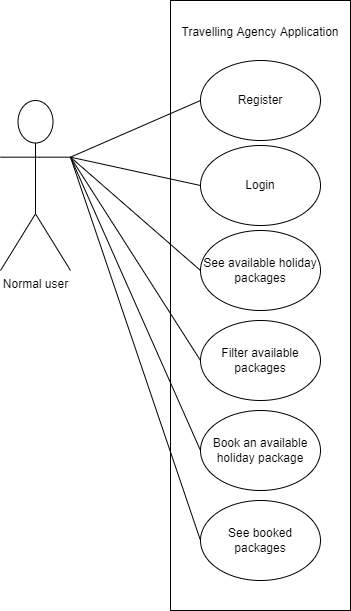 Travelling Agency Application
Register
Login
See available holiday
packages
Normal user
Filter available
packages
Book an available
holiday package
See booked
packages